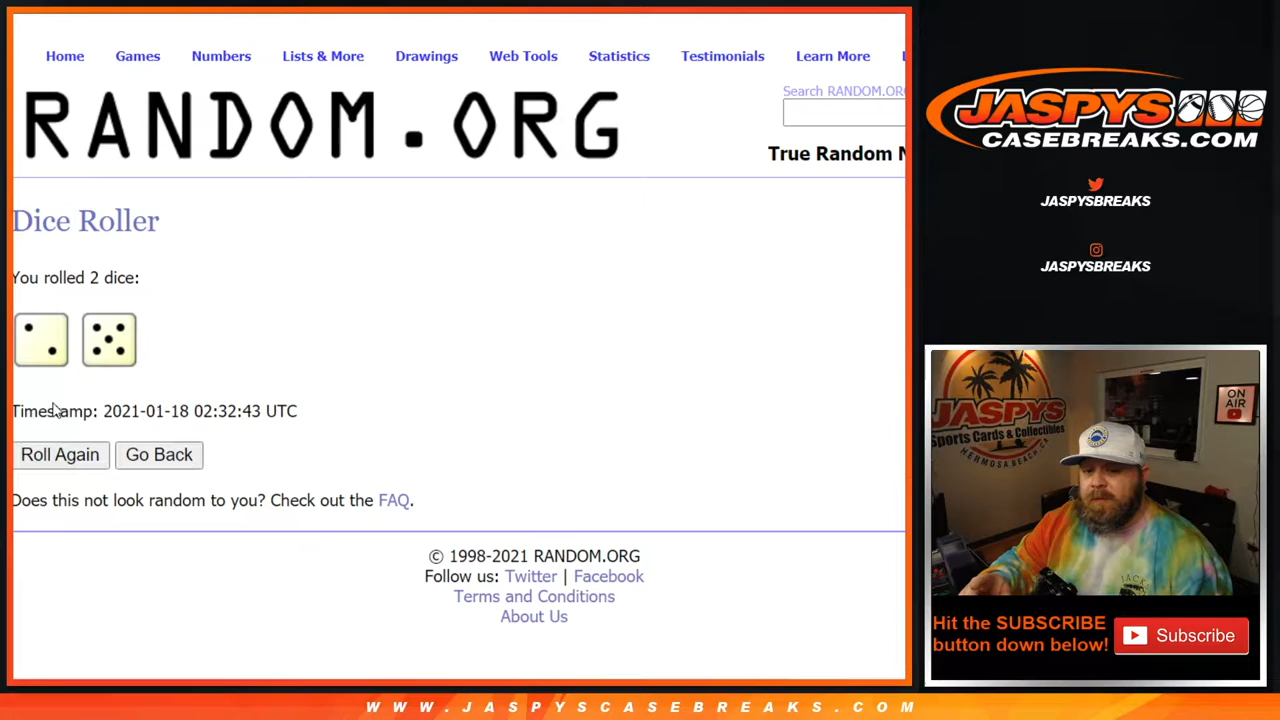 Home Games Numbers Lists & More Drawings Web Tools Statistics Testimonials Learn More
RANDOM.ORG
Search RANDOM.ORG
True Random N
Dice Roller
You rolled 2 dice:
Timestamp: 2021-01-18 02:32:43 UTC
Roll Again Go Back
Does this not look random to you? Check out the FAQ.
© 1998-2021 RANDOM.ORG
Follow us: Twitter | Facebook
Terms and Conditions
About Us
JASPYS
CASEBREAKS.COM
JASPYSBREAKS
JASPYSBREAKS
JASPYS
Sports Cards & Collectibles
HERMOSA BEACH, CA
ON
AIR
Hit the SUBSCRIBE
button down below!
Subscribe
WWW.JASPYSCASEBREAKS.COM